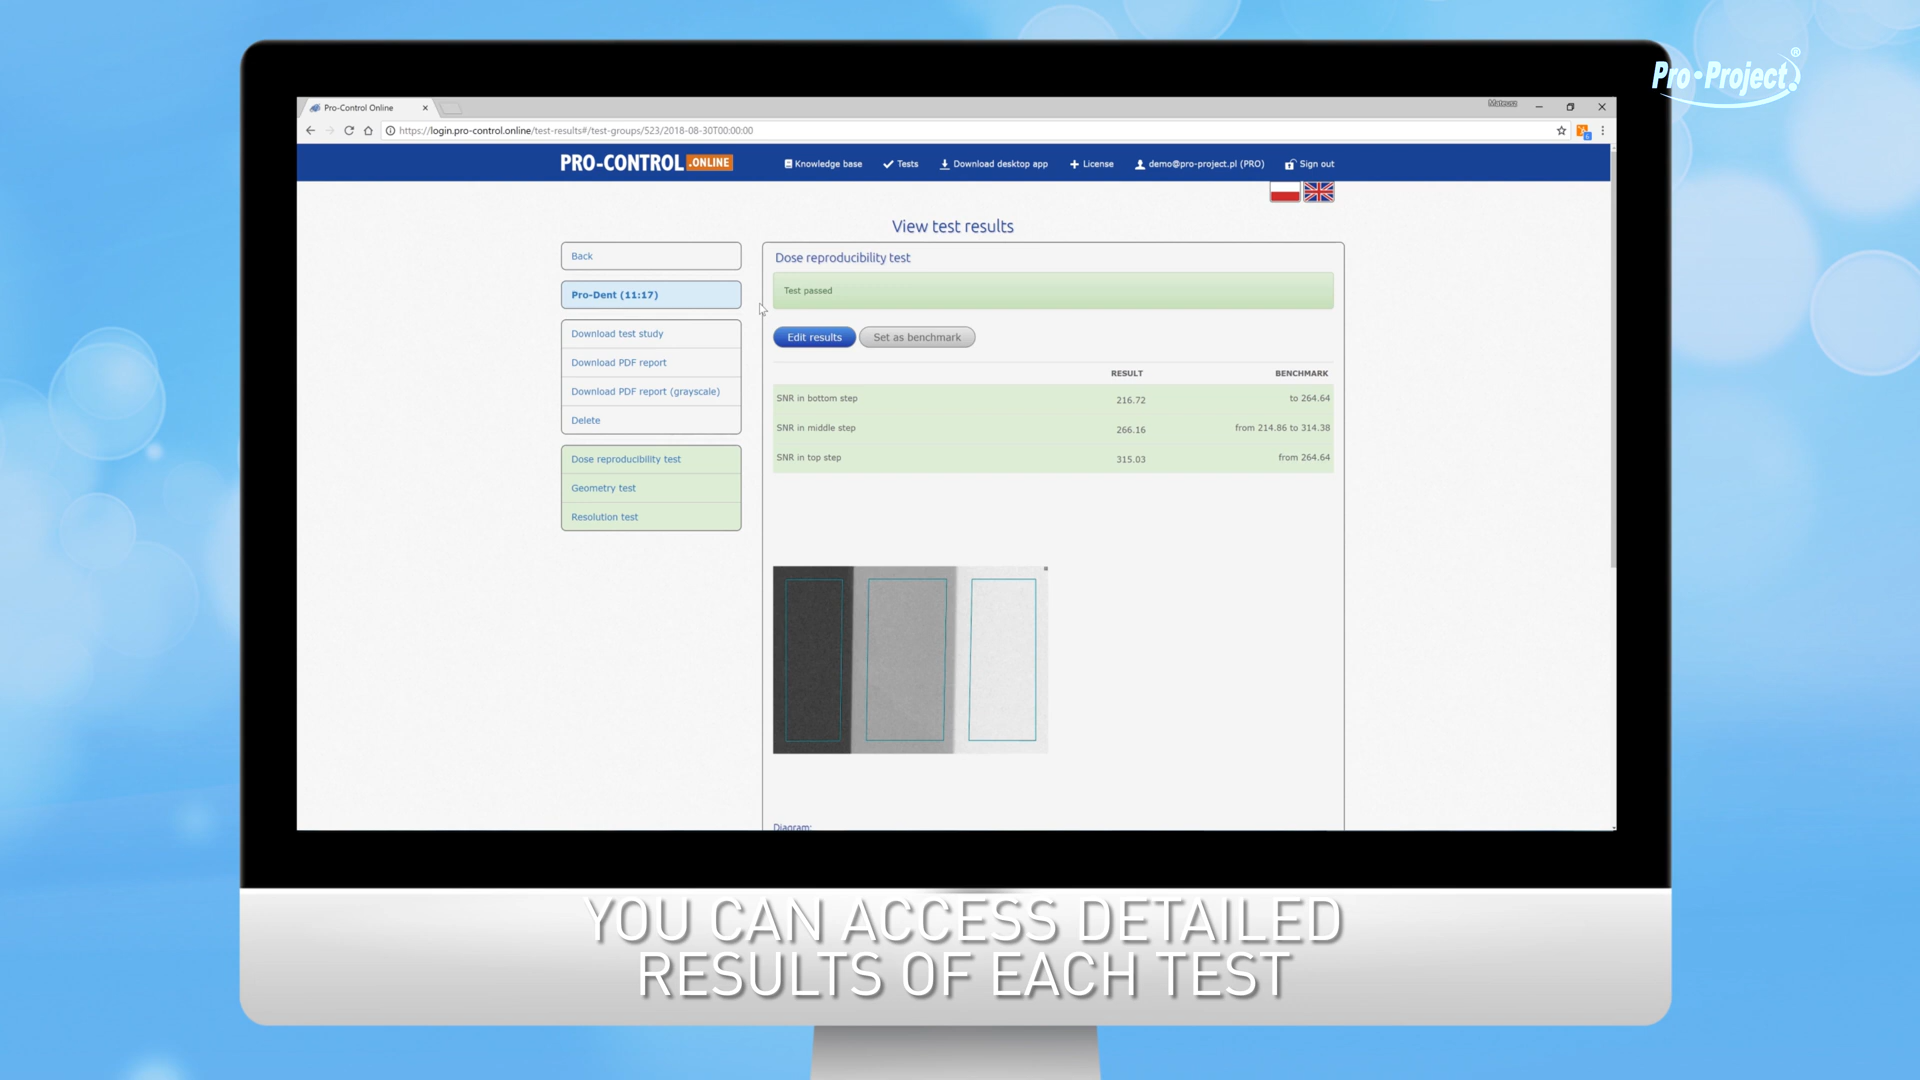 Pro·Project®
Pro-Control Online
Mateusz
https://login.pro-control.online/test-results#/test-groups/523/2018-08-30T00:00:00
PRO-CONTROL .ONLINE
Knowledge base
Tests
Download desktop app
License
demo@pro-project.pl (PRO)
Sign out
View test results
Back
Pro-Dent (11:17)
Download test study
Download PDF report
Download PDF report (grayscale)
Delete
Dose reproducibility test
Geometry test
Resolution test
Dose reproducibility test
Test passed
Edit results
Set as benchmark
RESULT BENCHMARK
SNR in bottom step 216.72 to 264.64
SNR in middle step 266.16 from 214.86 to 314.38
SNR in top step 315.03 from 264.64
Diagram:
YOU CAN ACCESS DETAILED
RESULTS OF EACH TEST